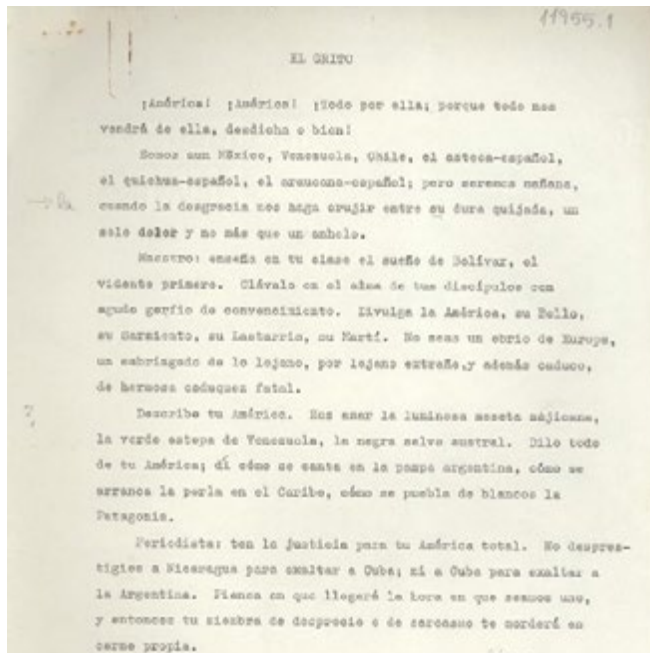 11955.1
EL GRITO
¡América! ¡América! ¡Todo por ella; porque todo nos
vendrá de ella, desdicha o bien!
Somos aun México, Venezuela, Chile, el azteca-español,
el quichua-español, el araucano-español; pero seremos mañana,
cuando la desgracia nos haga crujir entre su dura quijada, un
solo dolor y no más que un anhelo.
Maestro: enseña en tu clase el sueño de Bolívar, el
vidente primero. Clávalo en el alma de tus discípulos con
agudo garfio de convencimiento. Divulga la América, su Bello,
su Sarmiento, su Lastarria, su Martí. No seas un ebrio de Europa,
un embriagado de lo lejano, por lejano extraño, y además caduco,
de hermosa caduquez fatal.
?
Describe tu América. Haz amar la luminosa meseta mejicana,
la verde estepa de Venezuela, la negra selva austral. Dilo todo
de tu América; dí cómo se canta en la pampa argentina, cómo se
arranca la perla en el Caribe, cómo se puebla de blancos la
Patagonia.
Periodista: ten la justicia para tu América total. No despres-
tigies a Nicaragua para exaltar a Cuba; ni a Cuba para exaltar a
la Argentina. Piensa en que llegará la hora en que seamos uno,
y entonces tu siembra de desprecio o de sarcasmo te morderá en
carne propia.